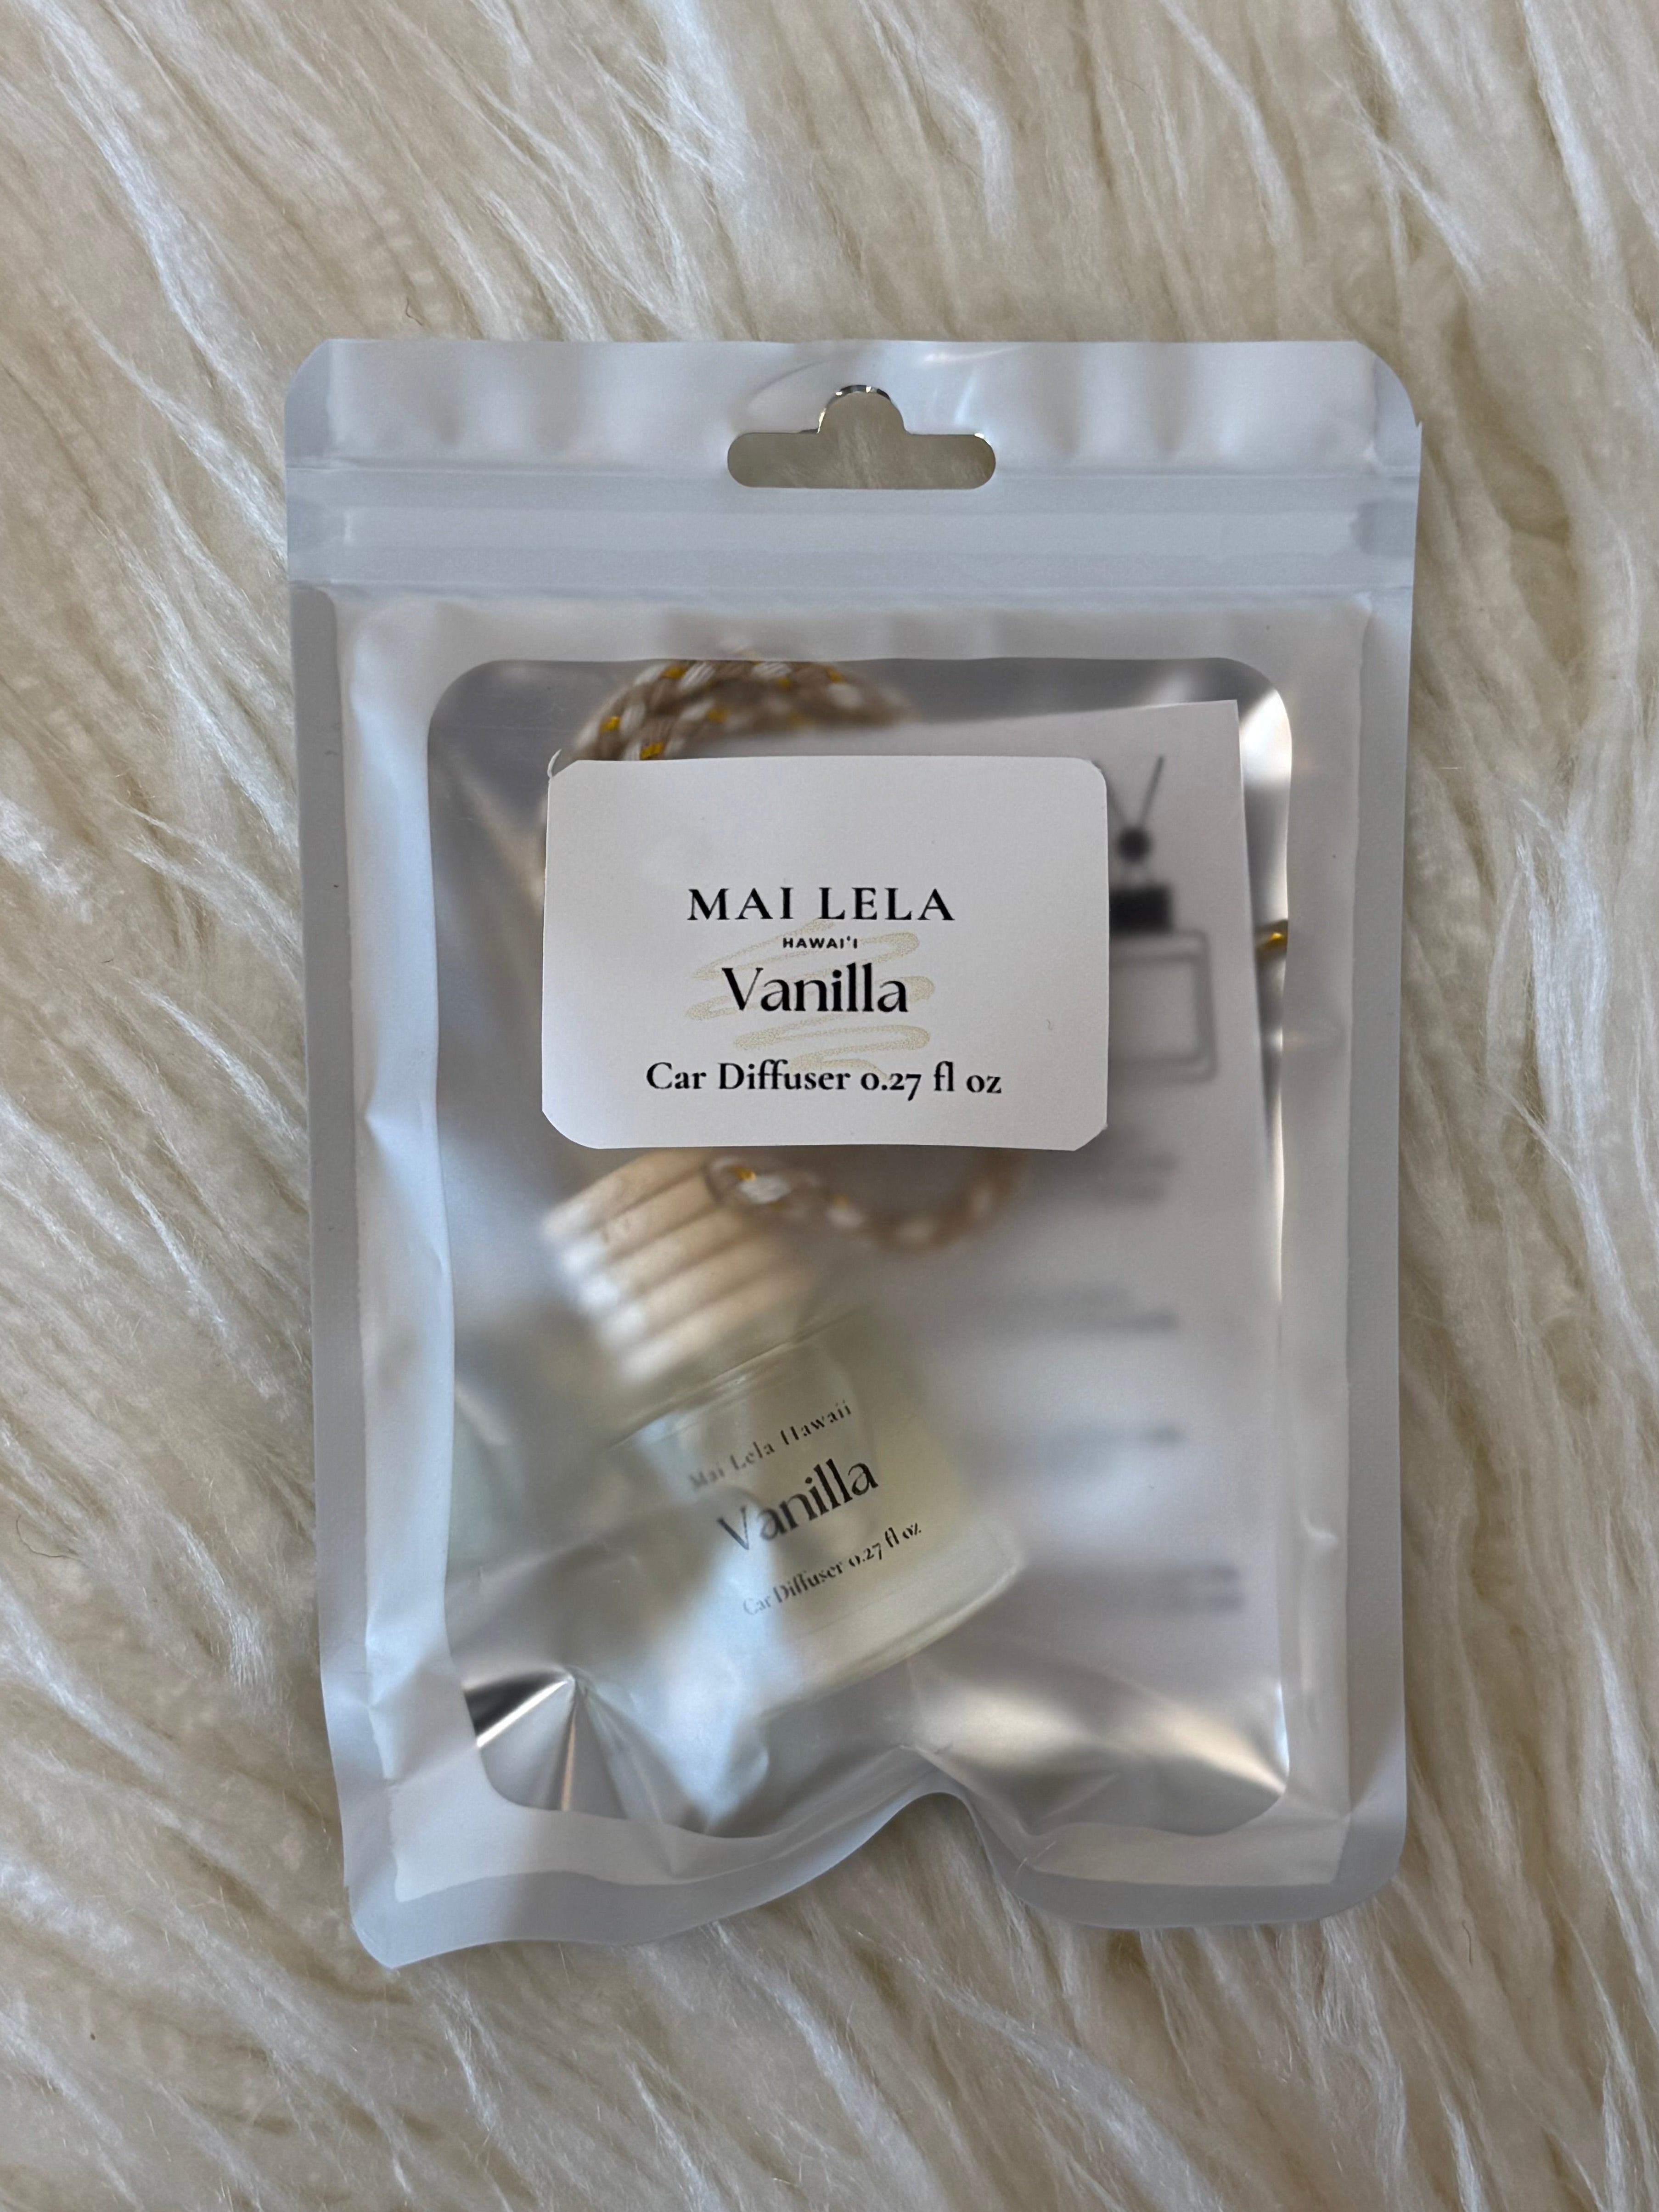 MAI LELA
HAWAIʻI
Vanilla
Car Diffuser 0.27 fl oz
Mai Lela Hawaii
Vanilla
Car Diffuser 0.27 fl oz